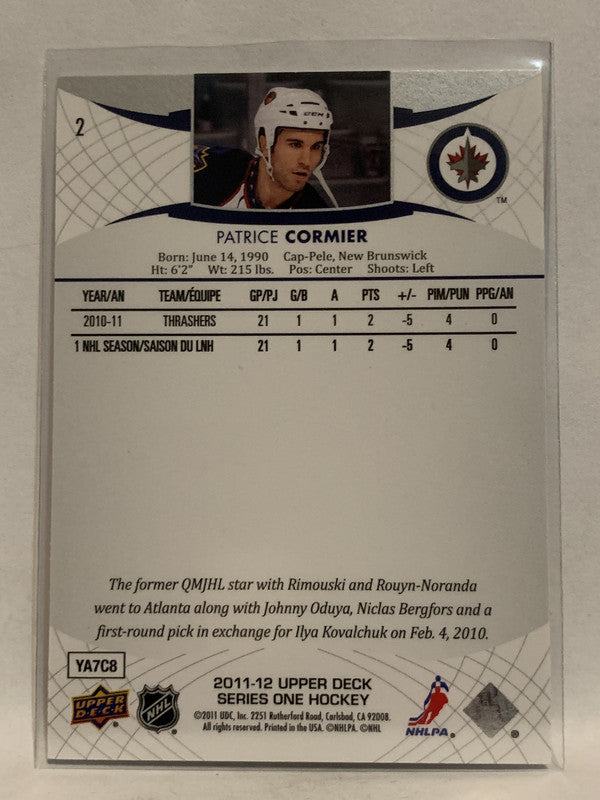 2
CCM
TM
PATRICE CORMIER
Born: June 14, 1990 Cap-Pele, New Brunswick
Ht: 6'2" Wt: 215 lbs. Pos: Center Shoots: Left
YEAR/AN TEAM/ÉQUIPE GP/PJ G/B A PTS +/- PIM/PUN PPG/AN
2010-11 THRASHERS 21 1 1 2 -5 4 0
1 NHL SEASON/SAISON DU LNH 21 1 1 2 -5 4 0
The former QMJHL star with Rimouski and Rouyn-Noranda
went to Atlanta along with Johnny Oduya, Niclas Bergfors and a
first-round pick in exchange for Ilya Kovalchuk on Feb. 4, 2010.
YA7C8
UPPER DECK
NHL
2011-12 UPPER DECK
SERIES ONE HOCKEY
©2011 UDC, Inc. 2251 Rutherford Road, Carlsbad, CA 92008.
All rights reserved. Printed in the USA. ©NHLPA. ©NHL
NHLPA.